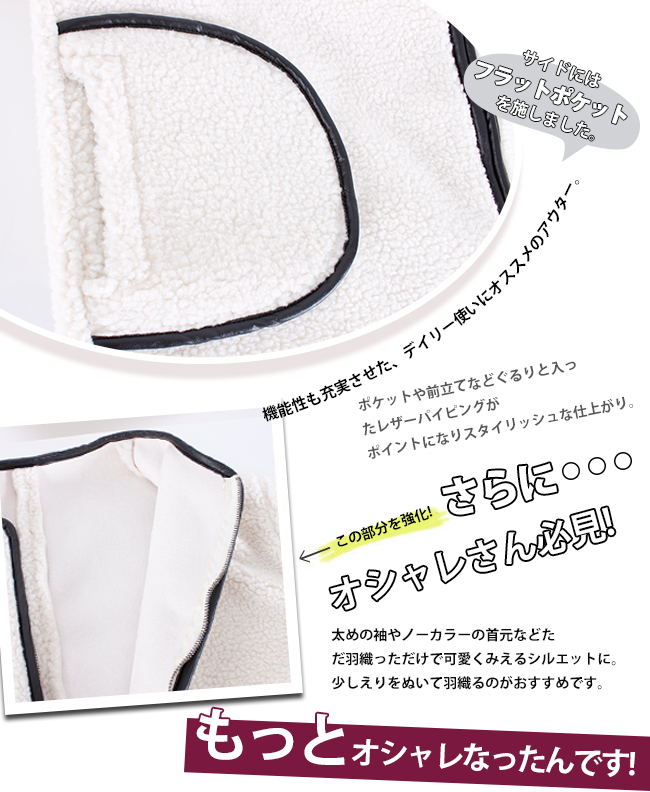 サイドには
フラットポケット
を施しました。
機能性も充実させた、デイリー使いにオススメのアウター。
ポケットや前立てなどぐるりと入っ
たレザーパイピングが
ポイントになりスタイリッシュな仕上がり。
さらに・・・
この部分を強化!
オシャレさん必見!
太めの袖やノーカラーの首元などた
だ羽織っただけで可愛くみえるシルエットに。
少しえりをぬいて羽織るのがおすすめです。
もっとオシャレなったんです!